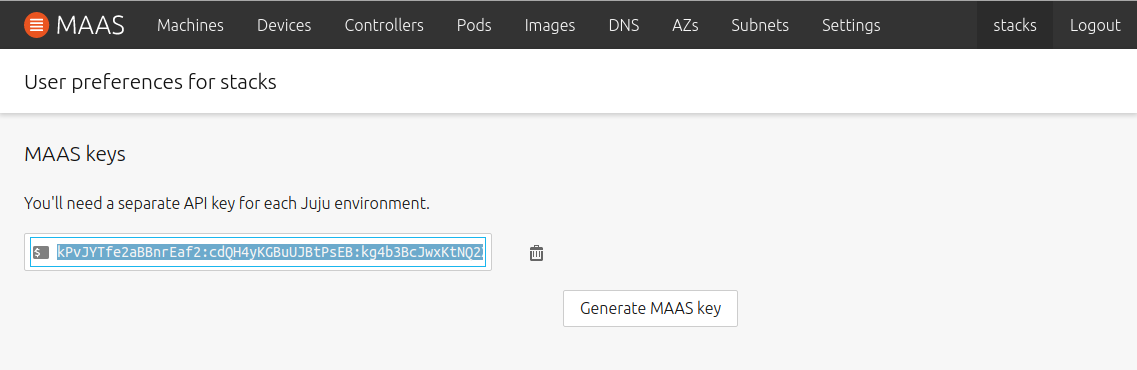 MAAS Machines Devices Controllers Pods Images DNS AZs Subnets Settings stacks Logout
User preferences for stacks
MAAS keys
You'll need a separate API key for each Juju environment.
$ kPvJYTfe2aBBnrEaf2:cdQH4yKGBuUJBtPsEB:kg4b3BcJwxKtNQ2
Generate MAAS key